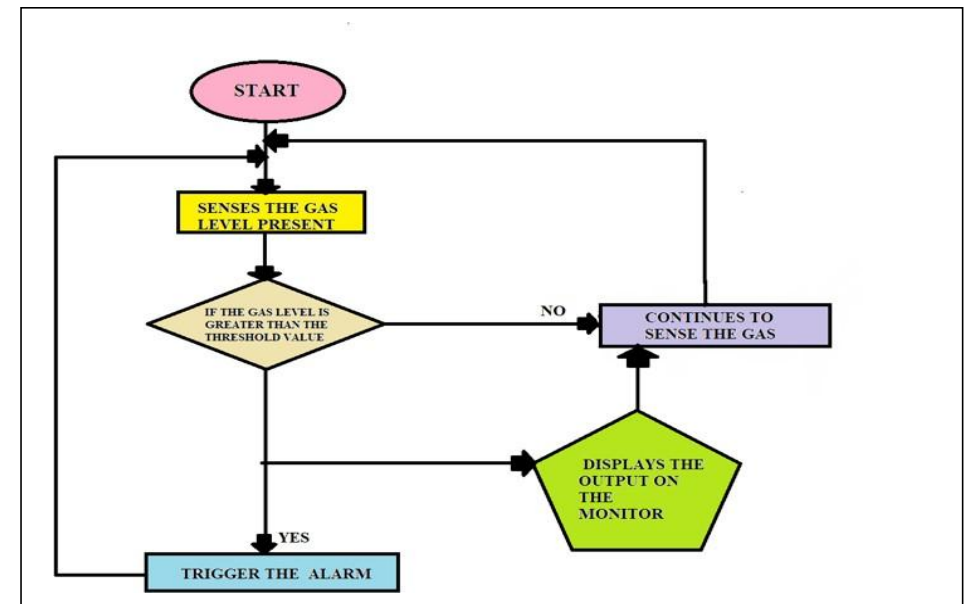 START
SENSES THE GAS
LEVEL PRESENT
IF THE GAS LEVEL IS
GREATER THAN THE
THRESHOLD VALUE
NO
CONTINUES TO
SENSE THE GAS
DISPLAYS THE
OUTPUT ON
THE
MONITOR
YES
TRIGGER THE ALARM